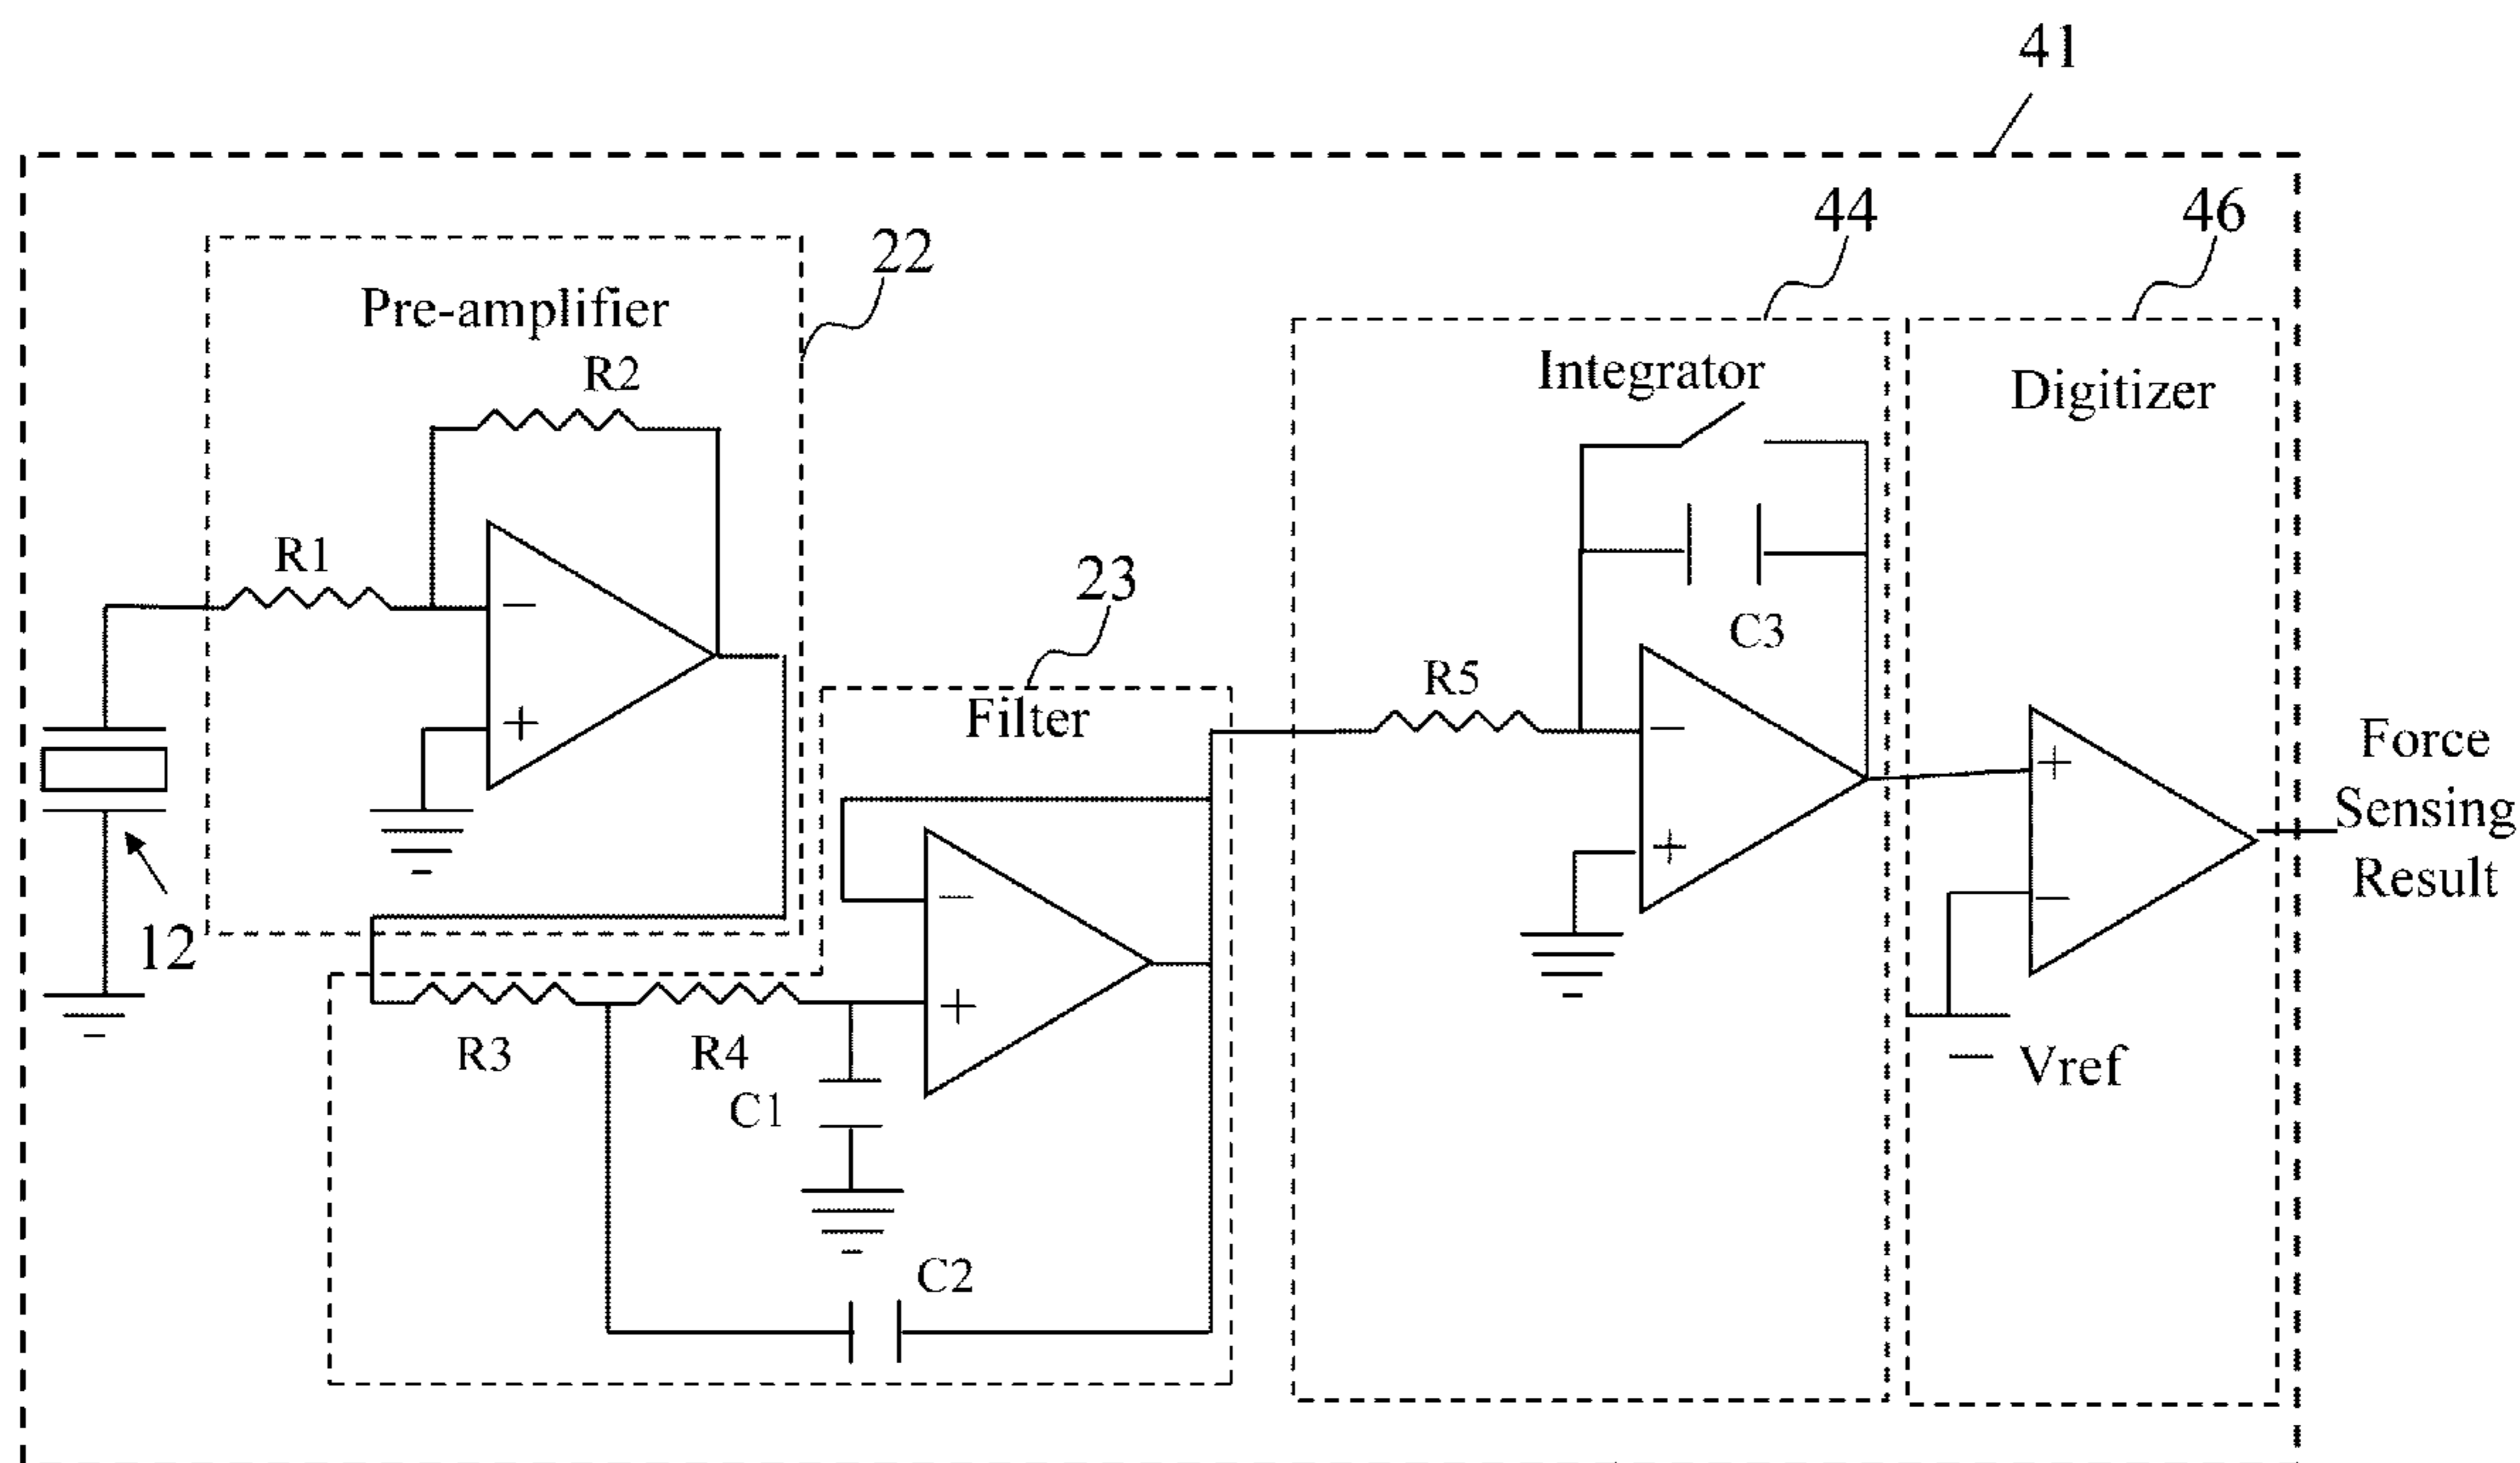 41
44
46
22
Pre-amplifier
R2
Integrator
Digitizer
R1
23
C3
R5
Filter
Force
Sensing
Result
12
R3
R4
C1
Vref
C2
−
+
−
+
−
+
+
−